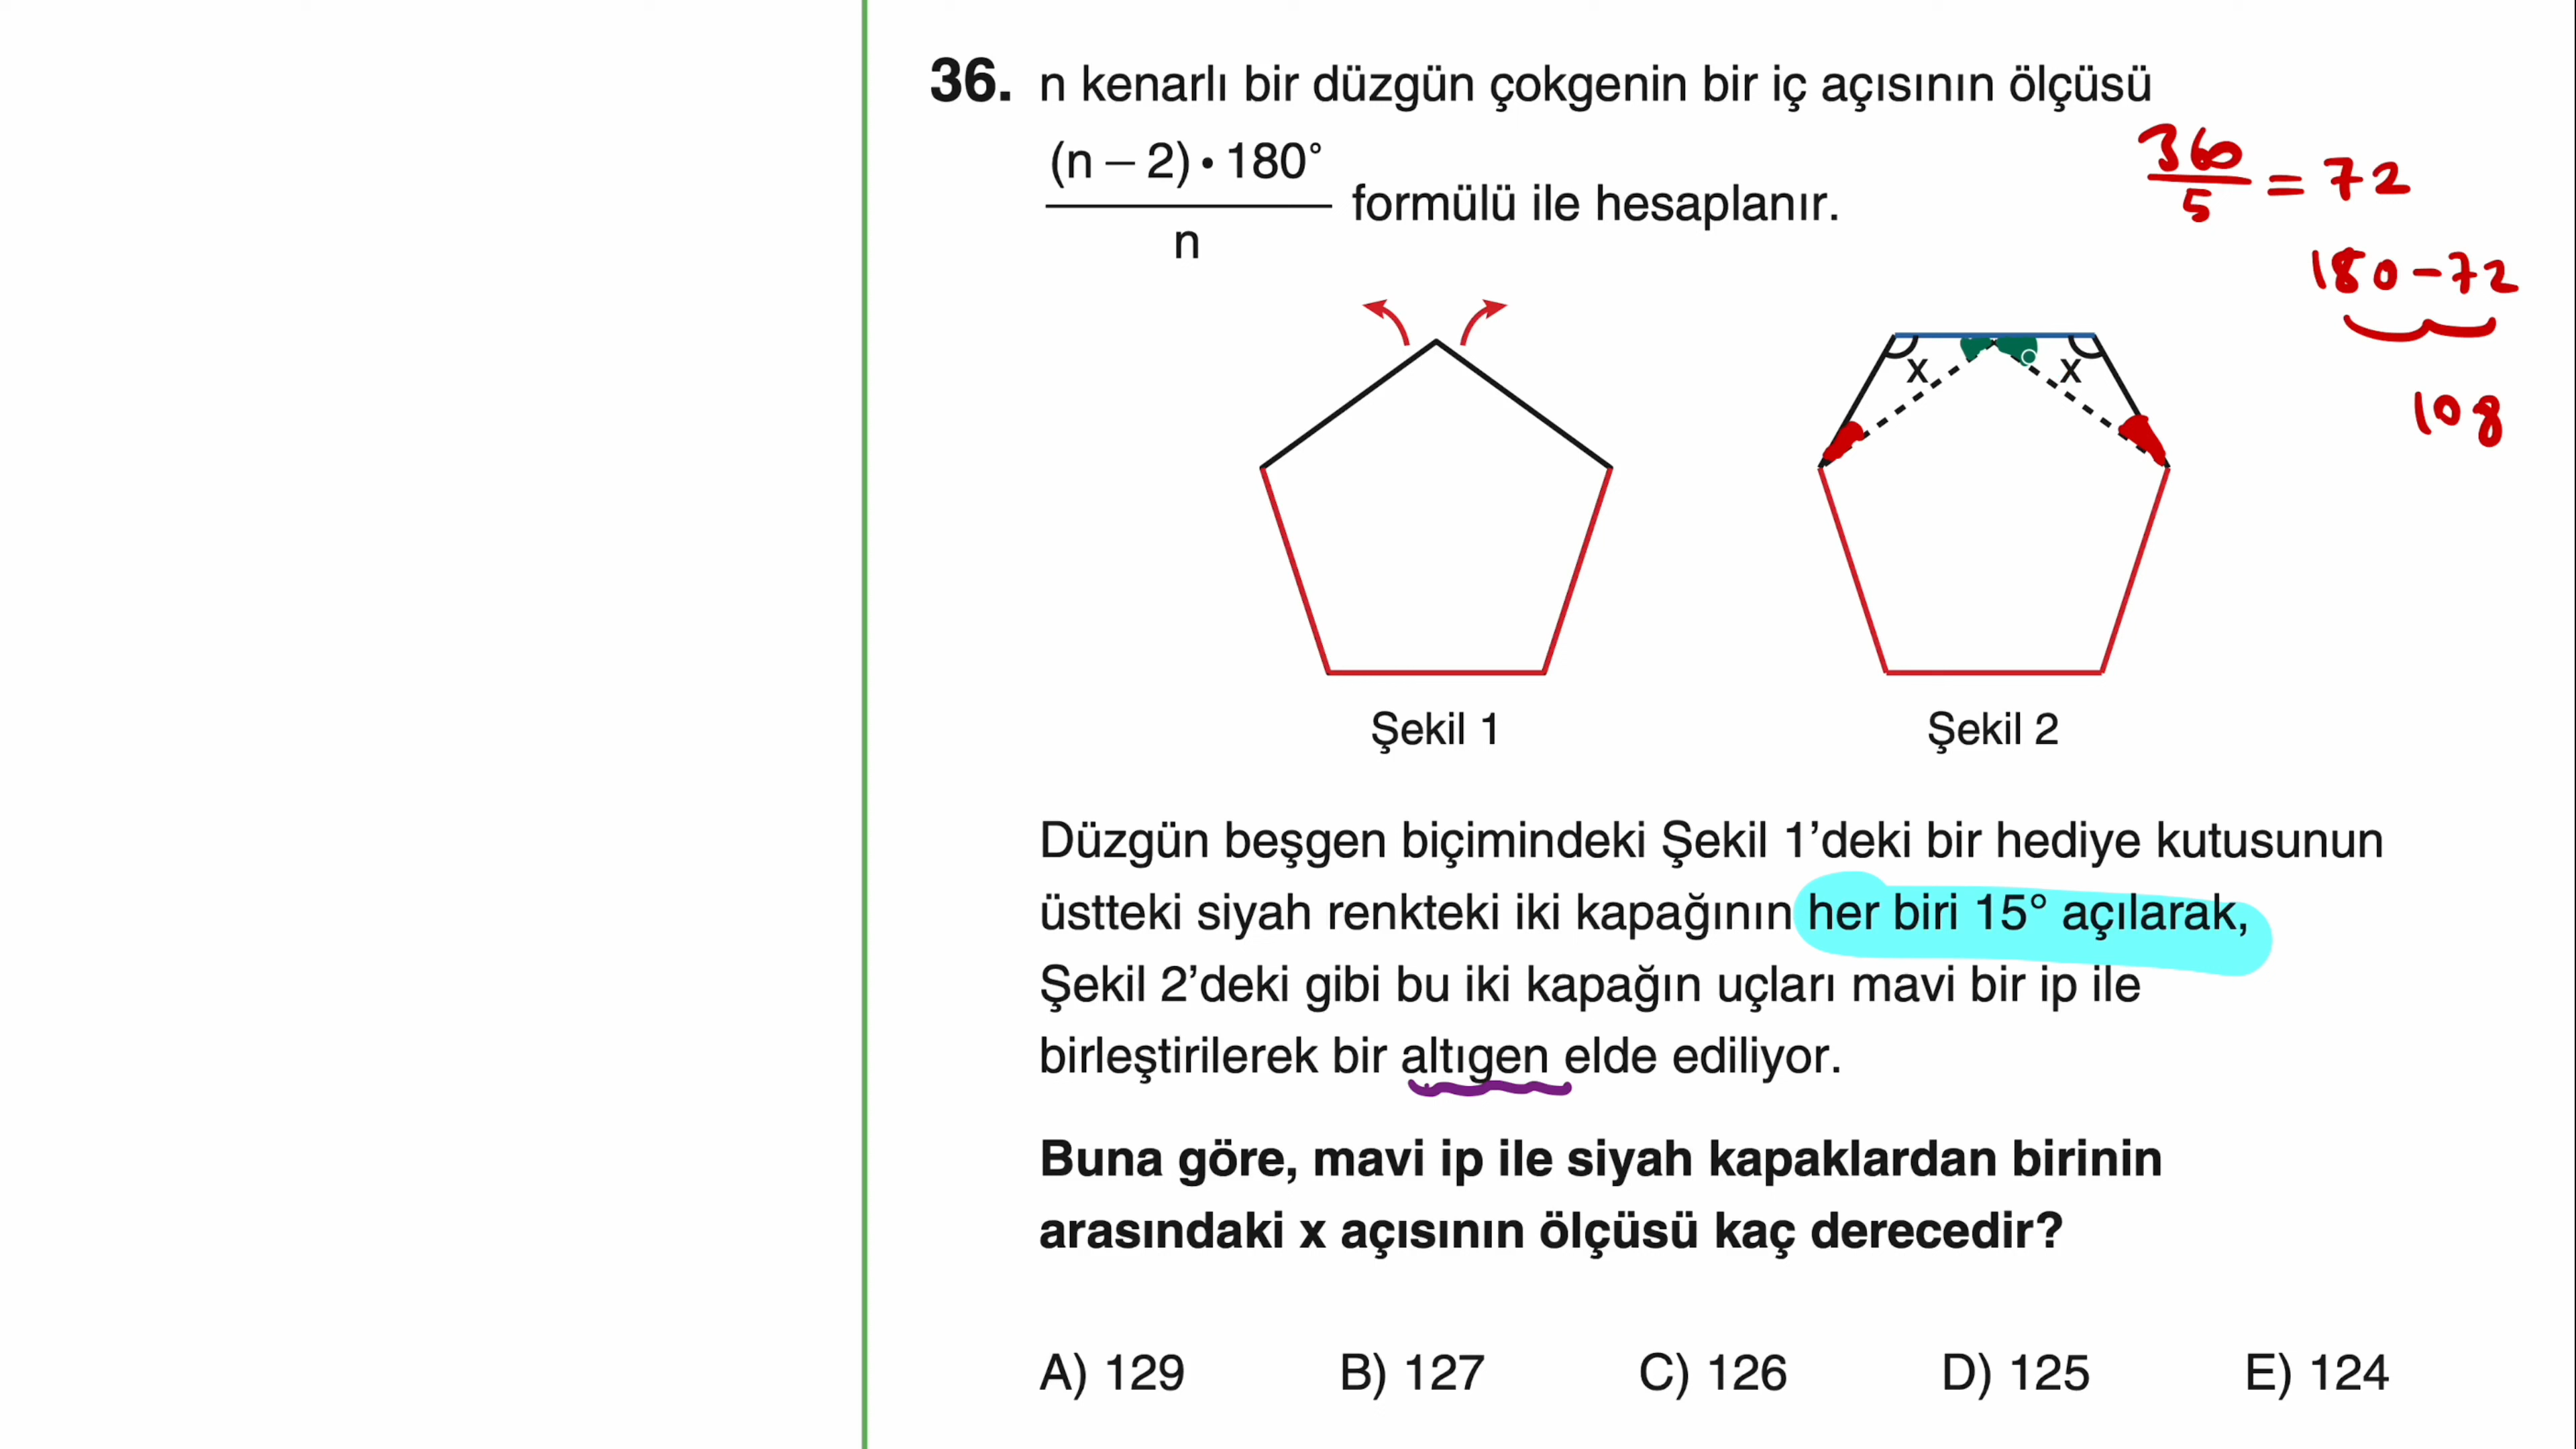 36. n kenarlı bir düzgün çokgenin bir iç açısının ölçüsü
(n – 2) • 180°
n
formülü ile hesaplanır.
360
5
= 72
180 - 72
108
x
x
Şekil 1
Şekil 2
Düzgün beşgen biçimindeki Şekil 1’deki bir hediye kutusunun
üstteki siyah renkteki iki kapağının her biri 15° açılarak,
Şekil 2’deki gibi bu iki kapağın uçları mavi bir ip ile
birleştirilerek bir altıgen elde ediliyor.
Buna göre, mavi ip ile siyah kapaklardan birinin
arasındaki x açısının ölçüsü kaç derecedir?
A) 129 B) 127 C) 126 D) 125 E) 124